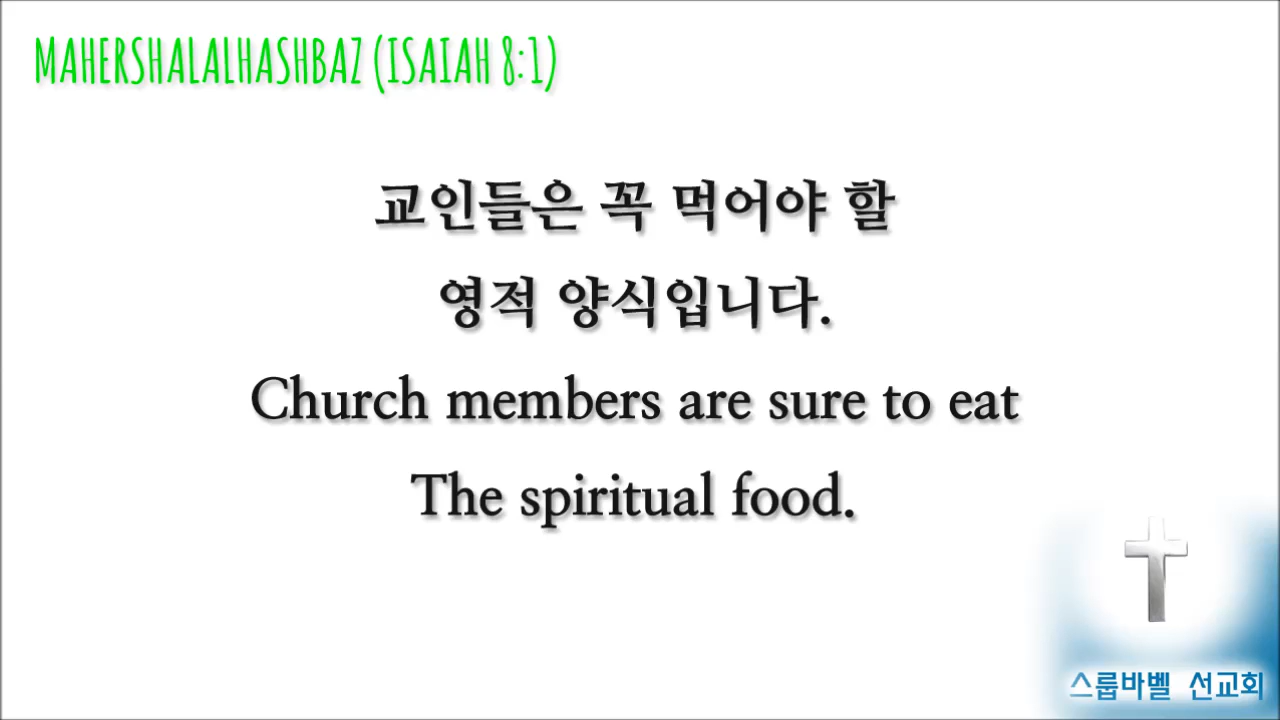 MAHERSHALALHASHBAZ (ISAIAH 8:1)
교인들은 꼭 먹어야 할
영적 양식입니다.
Church members are sure to eat
The spiritual food.
스룹바벨 선교회